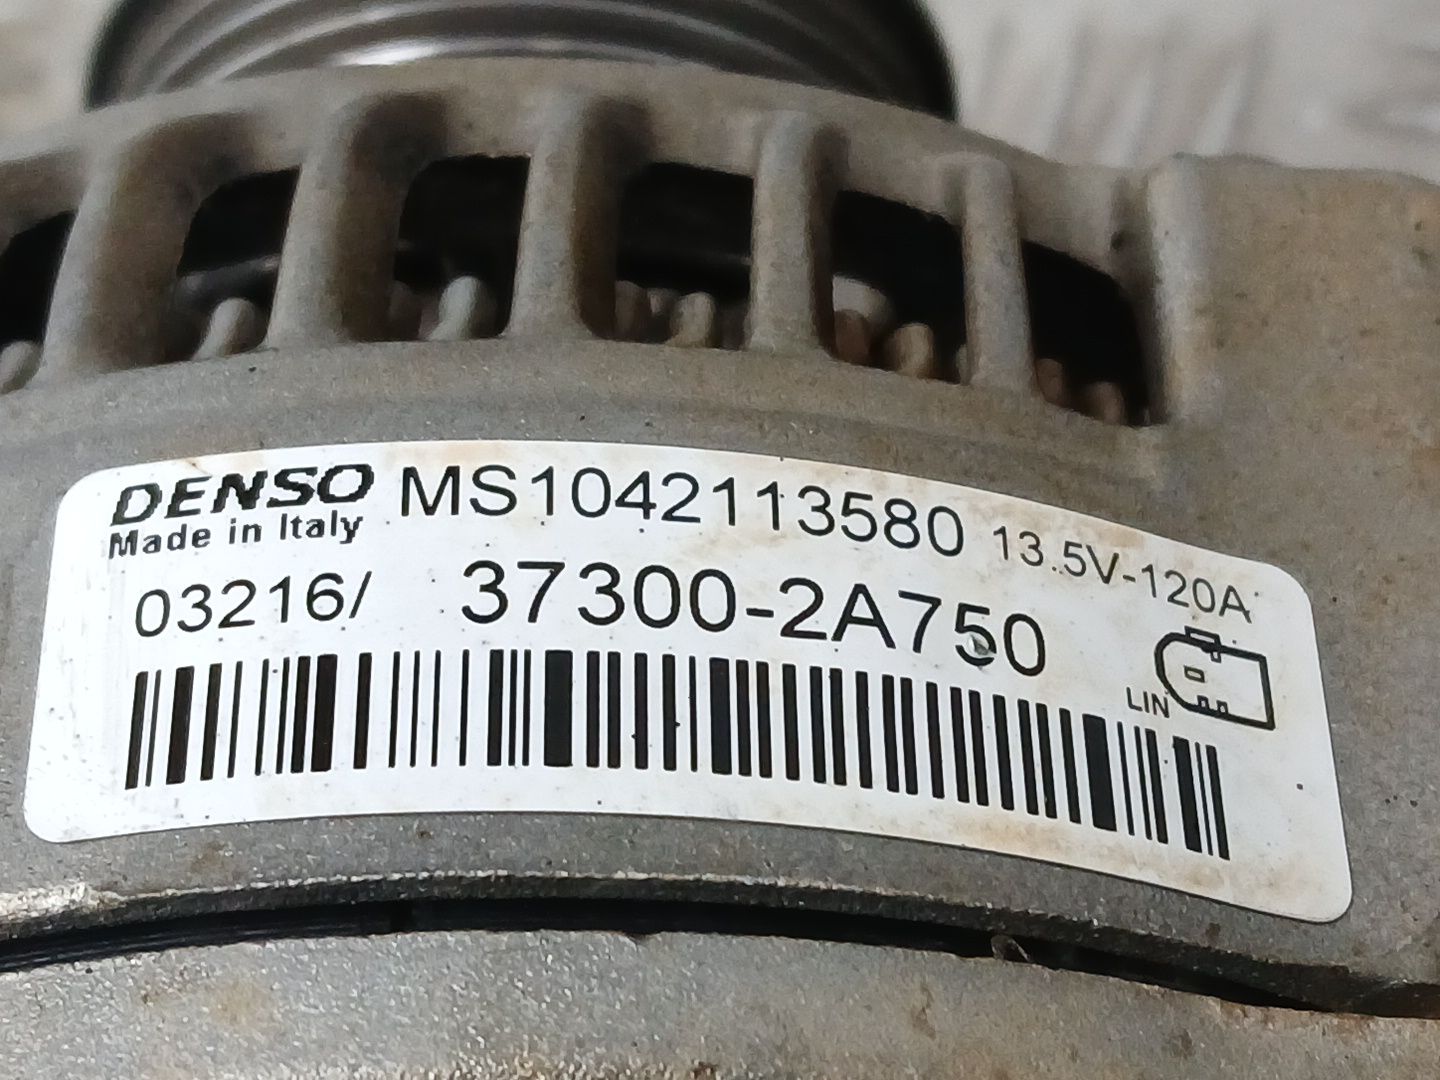 DENSO MS1042113580 13.5V-120A
Made in Italy
03216/ 37300-2A750
LIN